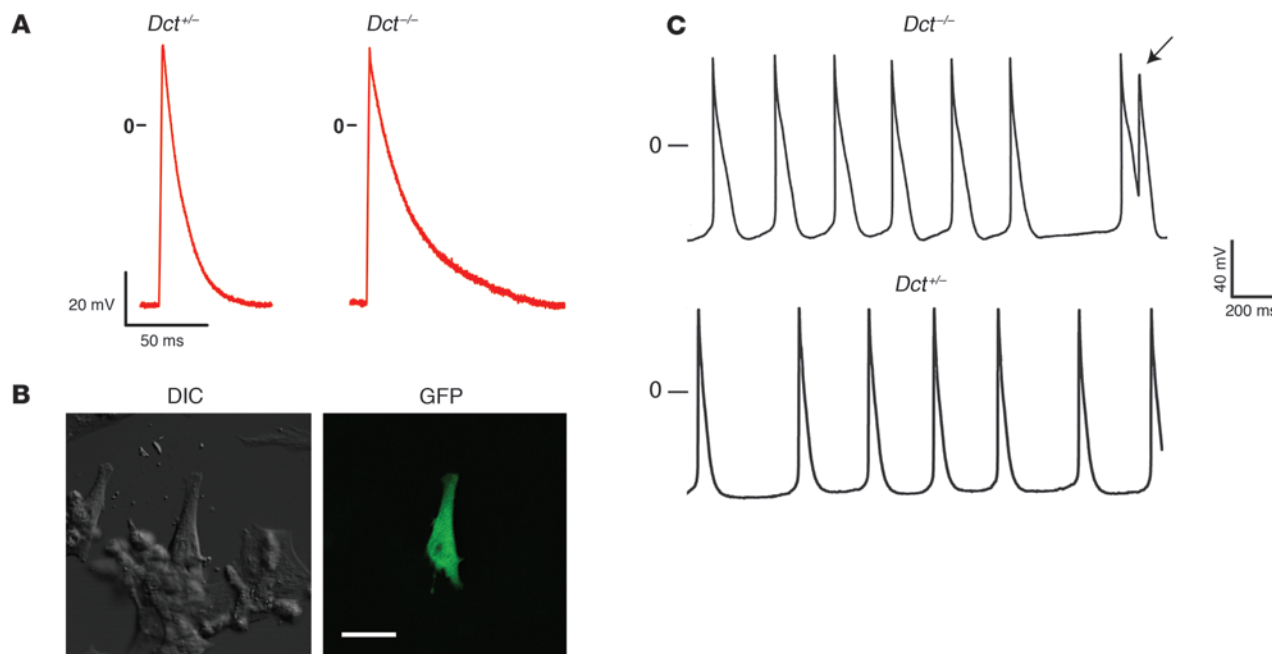 A
Dct+/–
Dct–/–
0–
0–
20 mV
50 ms
B
DIC
GFP
C
Dct–/–
0 —
40 mV
200 ms
Dct+/–
0 —